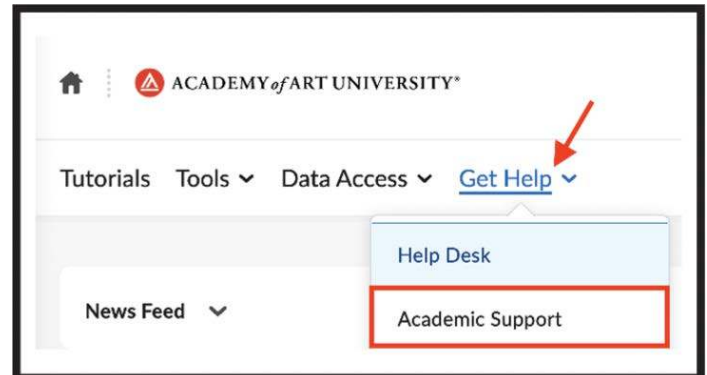 ACADEMY of ART UNIVERSITY®
Tutorials Tools Data Access Get Help
Help Desk
News Feed
Academic Support